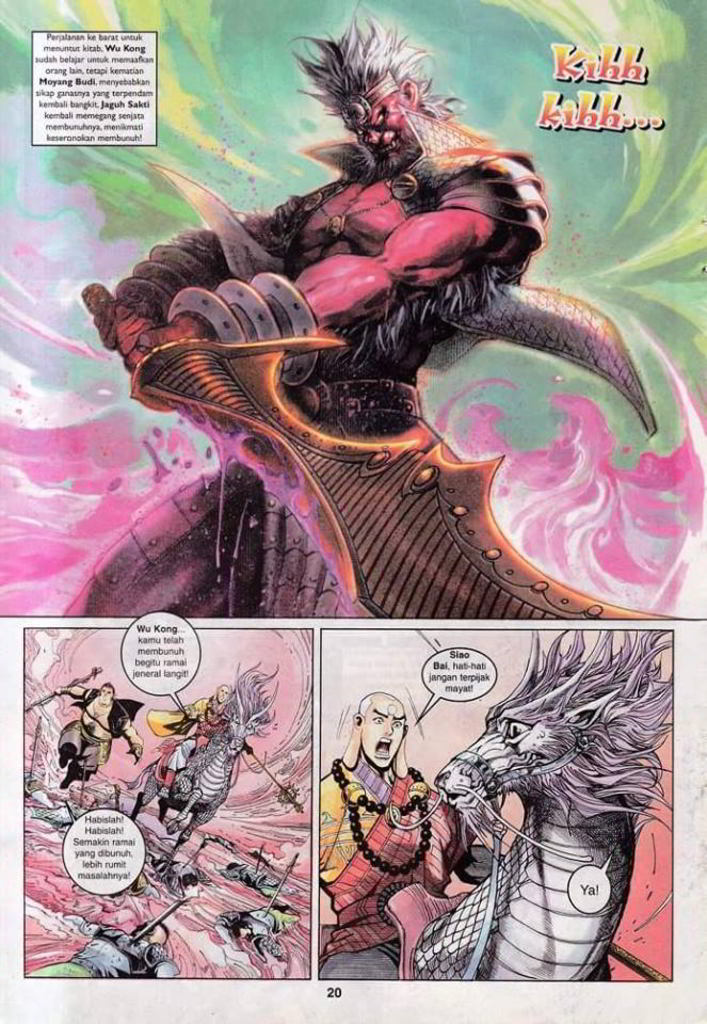 Perjalanan ke barat untuk
menuntut kitab, Wu Kong
sudah belajar untuk memaafkan
orang lain, tetapi kematian
Moyang Budi, menyebabkan
sikap ganasnya yang terpendam
kembali bangkit. Jaguh Sakti
kembali memegang senjata
membunuhnya, menikmati
keseronokan membunuh!
Kihh
kihh...
Wu Kong...
kamu telah
membunuh
begitu ramai
jeneral langit!
Habislah!
Habislah!
Semakin ramai
yang dibunuh,
lebih rumit
masalahnya!
Siao
Bai, hati-hati
jangan terpijak
mayat!
Ya!
20